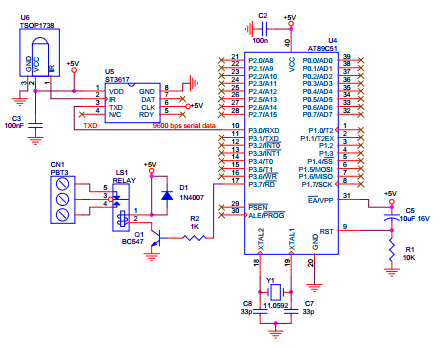 U6
TSOP1738
GND
VCC
IR
3
2
1
+5V
U5
ST3617
1
VDD
GND
8
2
IR
DAT
7
3
TXD
CLK
6
+5V
4
N/C
RDY
5
C3
100nF
TXD
9600 bps serial data
C2
100n
+5V
40
U4
AT89C51
VCC
21
P2.0/A8
22
P2.1/A9
23
P2.2/A10
24
P2.3/A11
25
P2.4/A12
26
P2.5/A13
27
P2.6/A14
28
P2.7/A15
P0.0/AD0
39
P0.1/AD1
38
P0.2/AD2
37
P0.3/AD3
36
P0.4/AD4
35
P0.5/AD5
34
P0.6/AD6
33
P0.7/AD7
32
10
P3.0/RXD
11
P3.1/TXD
12
P3.2/INT0
13
P3.3/INT1
14
P3.4/T0
15
P3.5/T1
16
P3.6/WR
17
P3.7/RD
P1.0/T2
1
P1.1/T2EX
2
P1.2
3
P1.3
4
P1.4/SS
5
P1.5/MOSI
6
P1.6/MISO
7
P1.7/SCK
8
29
PSEN
30
ALE/PROG
EA/VPP
31
RST
9
XTAL2
XTAL1
GND
18
19
20
CN1
PBT3
LS1
RELAY
5
3
4
1
2
+5V
D1
1N4007
Q1
BC547
R2
1K
+5V
C5
10uF 16V
R1
10K
Y1
11.0592
C8
33p
C7
33p